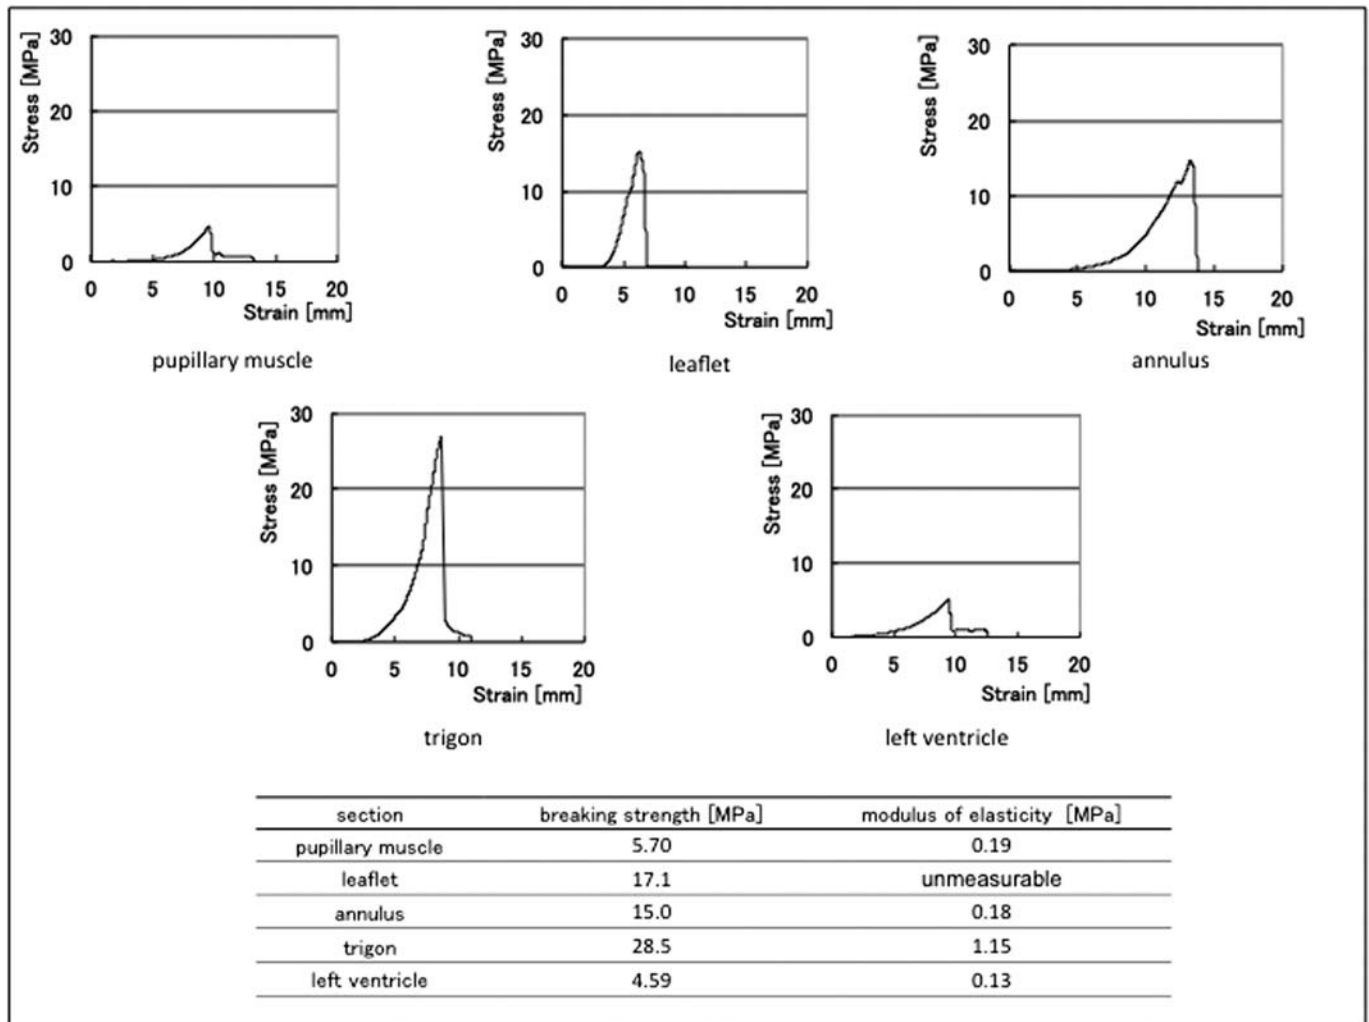 Stress [MPa]
30
20
10
0
0 5 10 15 20
Strain [mm]
pupillary muscle
Stress [MPa]
30
20
10
0
0 5 10 15 20
Strain [mm]
leaflet
Stress [MPa]
30
20
10
0
0 5 10 15 20
Strain [mm]
annulus
Stress [MPa]
30
20
10
0
0 5 10 15 20
Strain [mm]
trigon
Stress [MPa]
30
20
10
0
0 5 10 15 20
Strain [mm]
left ventricle
section breaking strength [MPa] modulus of elasticity [MPa]
pupillary muscle 5.70 0.19
leaflet 17.1 unmeasurable
annulus 15.0 0.18
trigon 28.5 1.15
left ventricle 4.59 0.13